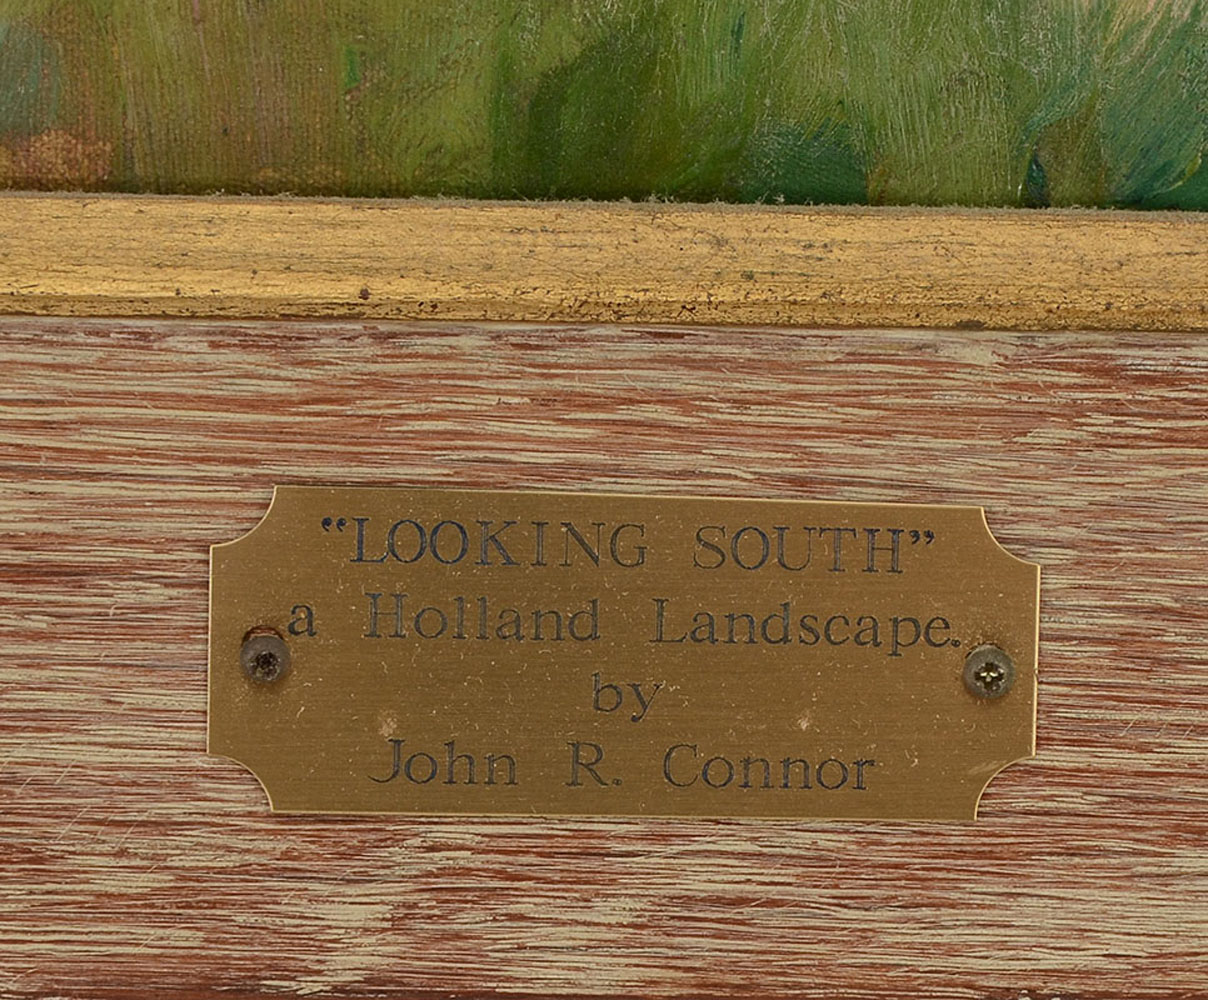 “LOOKING SOUTH”
a Holland Landscape.
by
John R. Connor